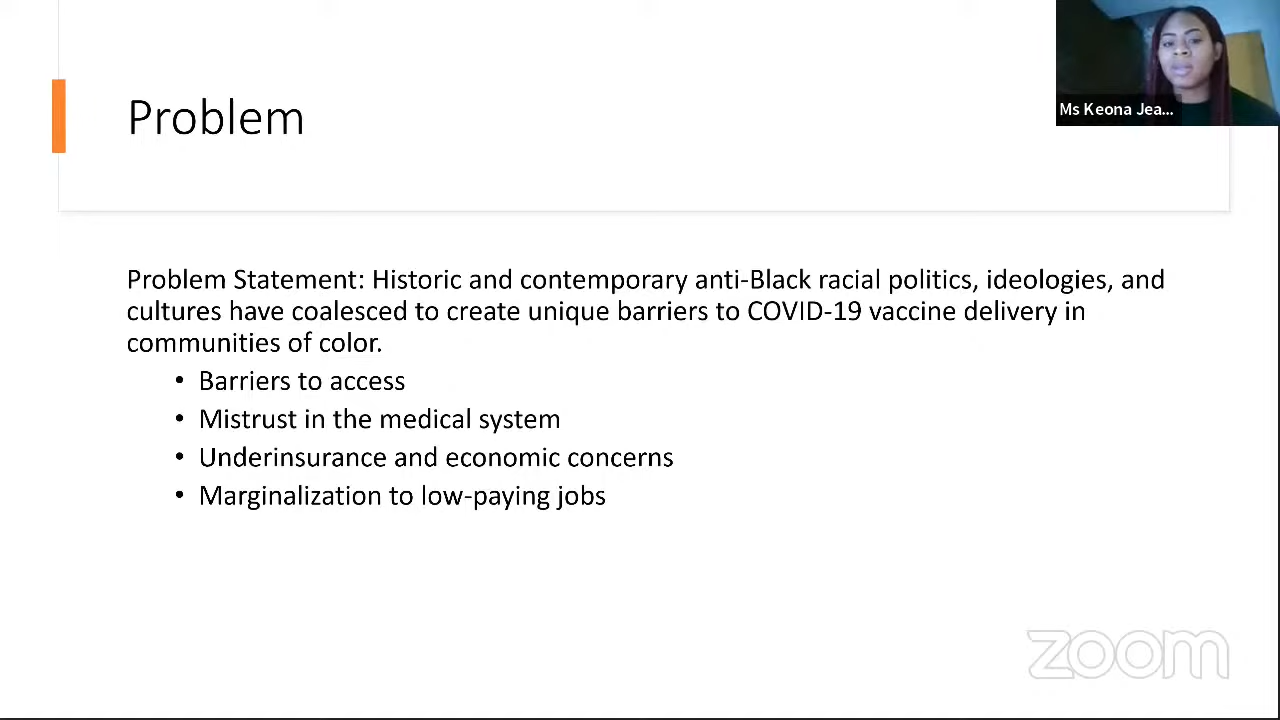 Problem
Ms Keona Jea...
Problem Statement: Historic and contemporary anti-Black racial politics, ideologies, and
cultures have coalesced to create unique barriers to COVID-19 vaccine delivery in
communities of color.
• Barriers to access
• Mistrust in the medical system
• Underinsurance and economic concerns
• Marginalization to low-paying jobs
zoom